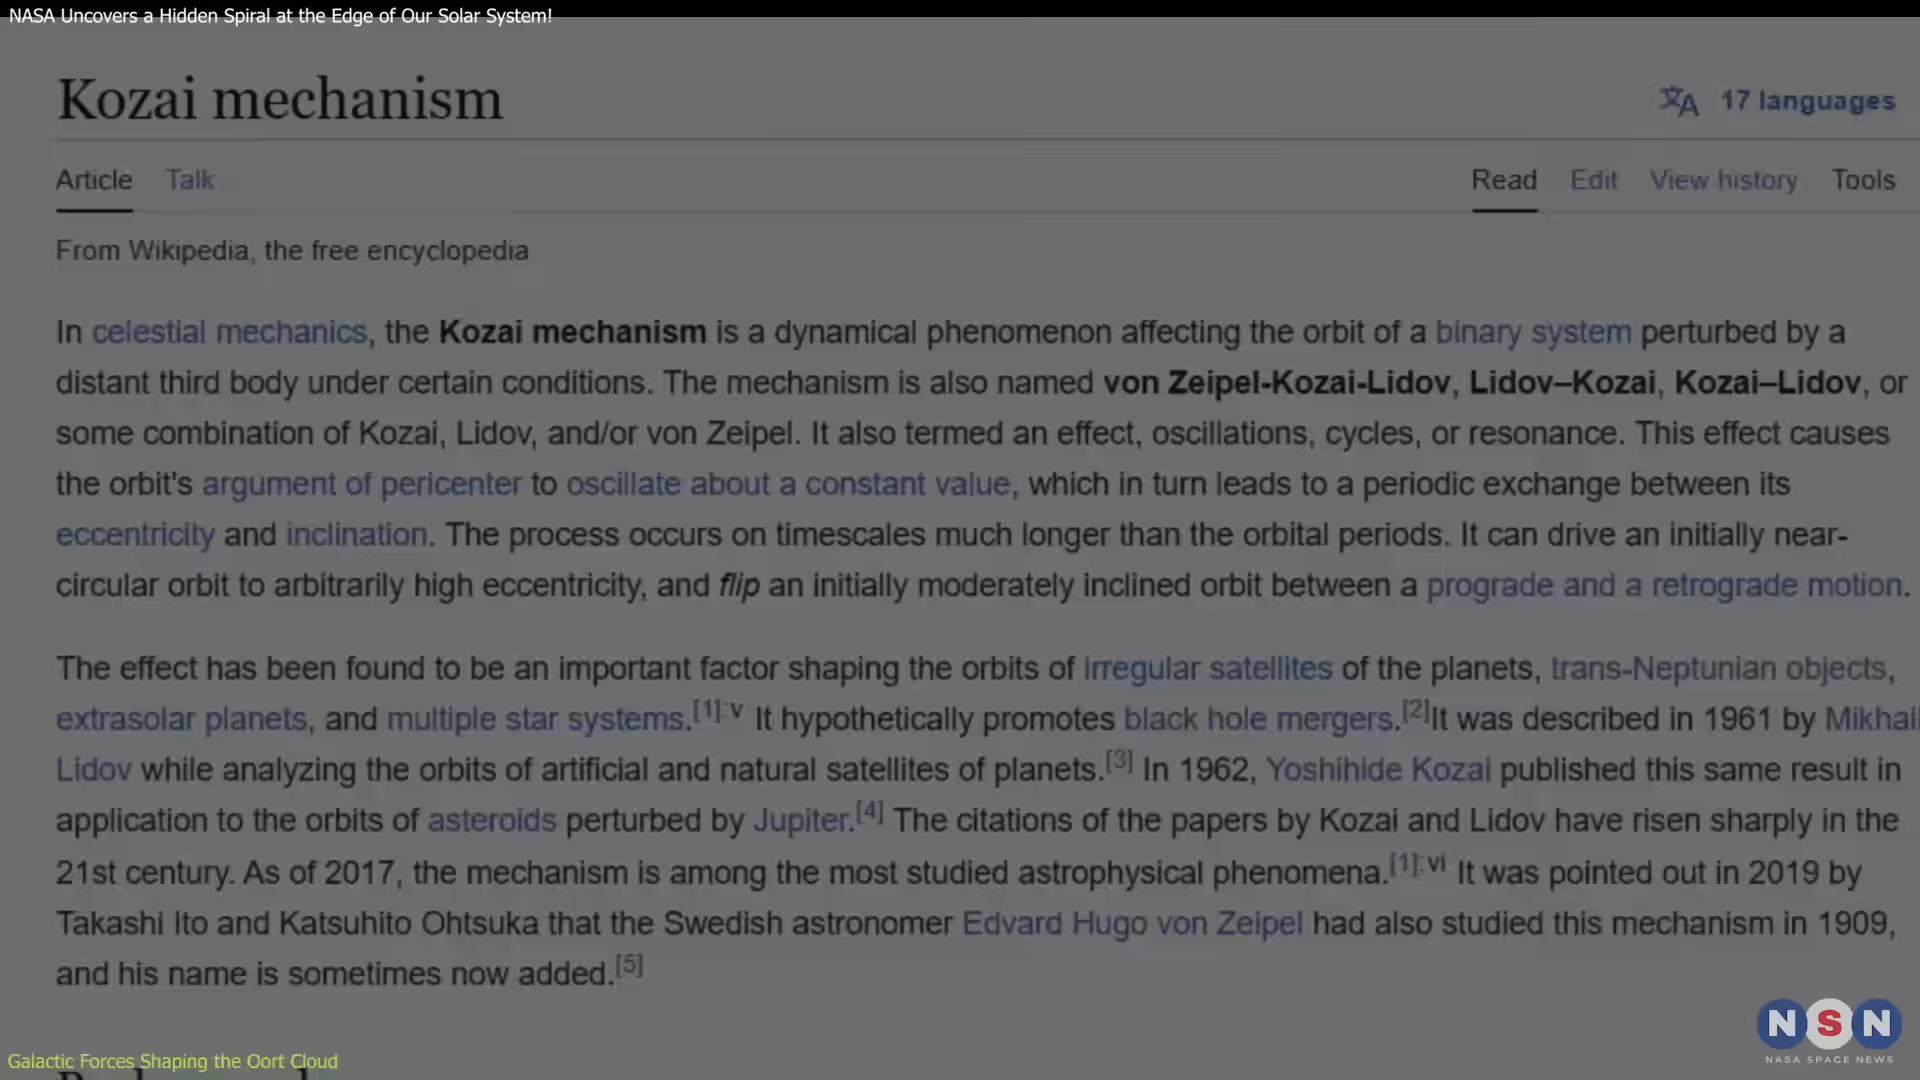 NASA Uncovers a Hidden Spiral at the Edge of Our Solar System!
Kozai mechanism
17 languages
Article Talk
Read Edit View history Tools
From Wikipedia, the free encyclopedia
In celestial mechanics, the Kozai mechanism is a dynamical phenomenon affecting the orbit of a binary system perturbed by a
distant third body under certain conditions. The mechanism is also named von Zeipel-Kozai-Lidov, Lidov–Kozai, Kozai–Lidov, or
some combination of Kozai, Lidov, and/or von Zeipel. It also termed an effect, oscillations, cycles, or resonance. This effect causes
the orbit's argument of pericenter to oscillate about a constant value, which in turn leads to a periodic exchange between its
eccentricity and inclination. The process occurs on timescales much longer than the orbital periods. It can drive an initially near-
circular orbit to arbitrarily high eccentricity, and flip an initially moderately inclined orbit between a prograde and a retrograde motion.
The effect has been found to be an important factor shaping the orbits of irregular satellites of the planets, trans-Neptunian objects,
extrasolar planets, and multiple star systems.[1]:v It hypothetically promotes black hole mergers.[2]It was described in 1961 by Mikhail
Lidov while analyzing the orbits of artificial and natural satellites of planets.[3] In 1962, Yoshihide Kozai published this same result in
application to the orbits of asteroids perturbed by Jupiter.[4] The citations of the papers by Kozai and Lidov have risen sharply in the
21st century. As of 2017, the mechanism is among the most studied astrophysical phenomena.[1]:vi It was pointed out in 2019 by
Takashi Ito and Katsuhito Ohtsuka that the Swedish astronomer Edvard Hugo von Zeipel had also studied this mechanism in 1909,
and his name is sometimes now added.[5]
NSN
NASA SPACE NEWS
Galactic Forces Shaping the Oort Cloud